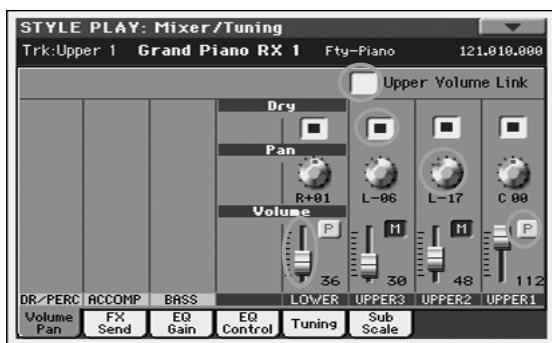 STYLE PLAY: Mixer/Tuning
Trk:Upper 1 Grand Piano RX 1 Fty-Piano 121.010.000
Upper Volume Link
Dry
Pan
R+01 L-06 L-17 C 00
Volume
P M M P
36 30 48 112
DR/PERC ACCOMP BASS LOWER UPPER3 UPPER2 UPPER1
Volume Pan FX Send EQ Gain EQ Control Tuning Sub Scale